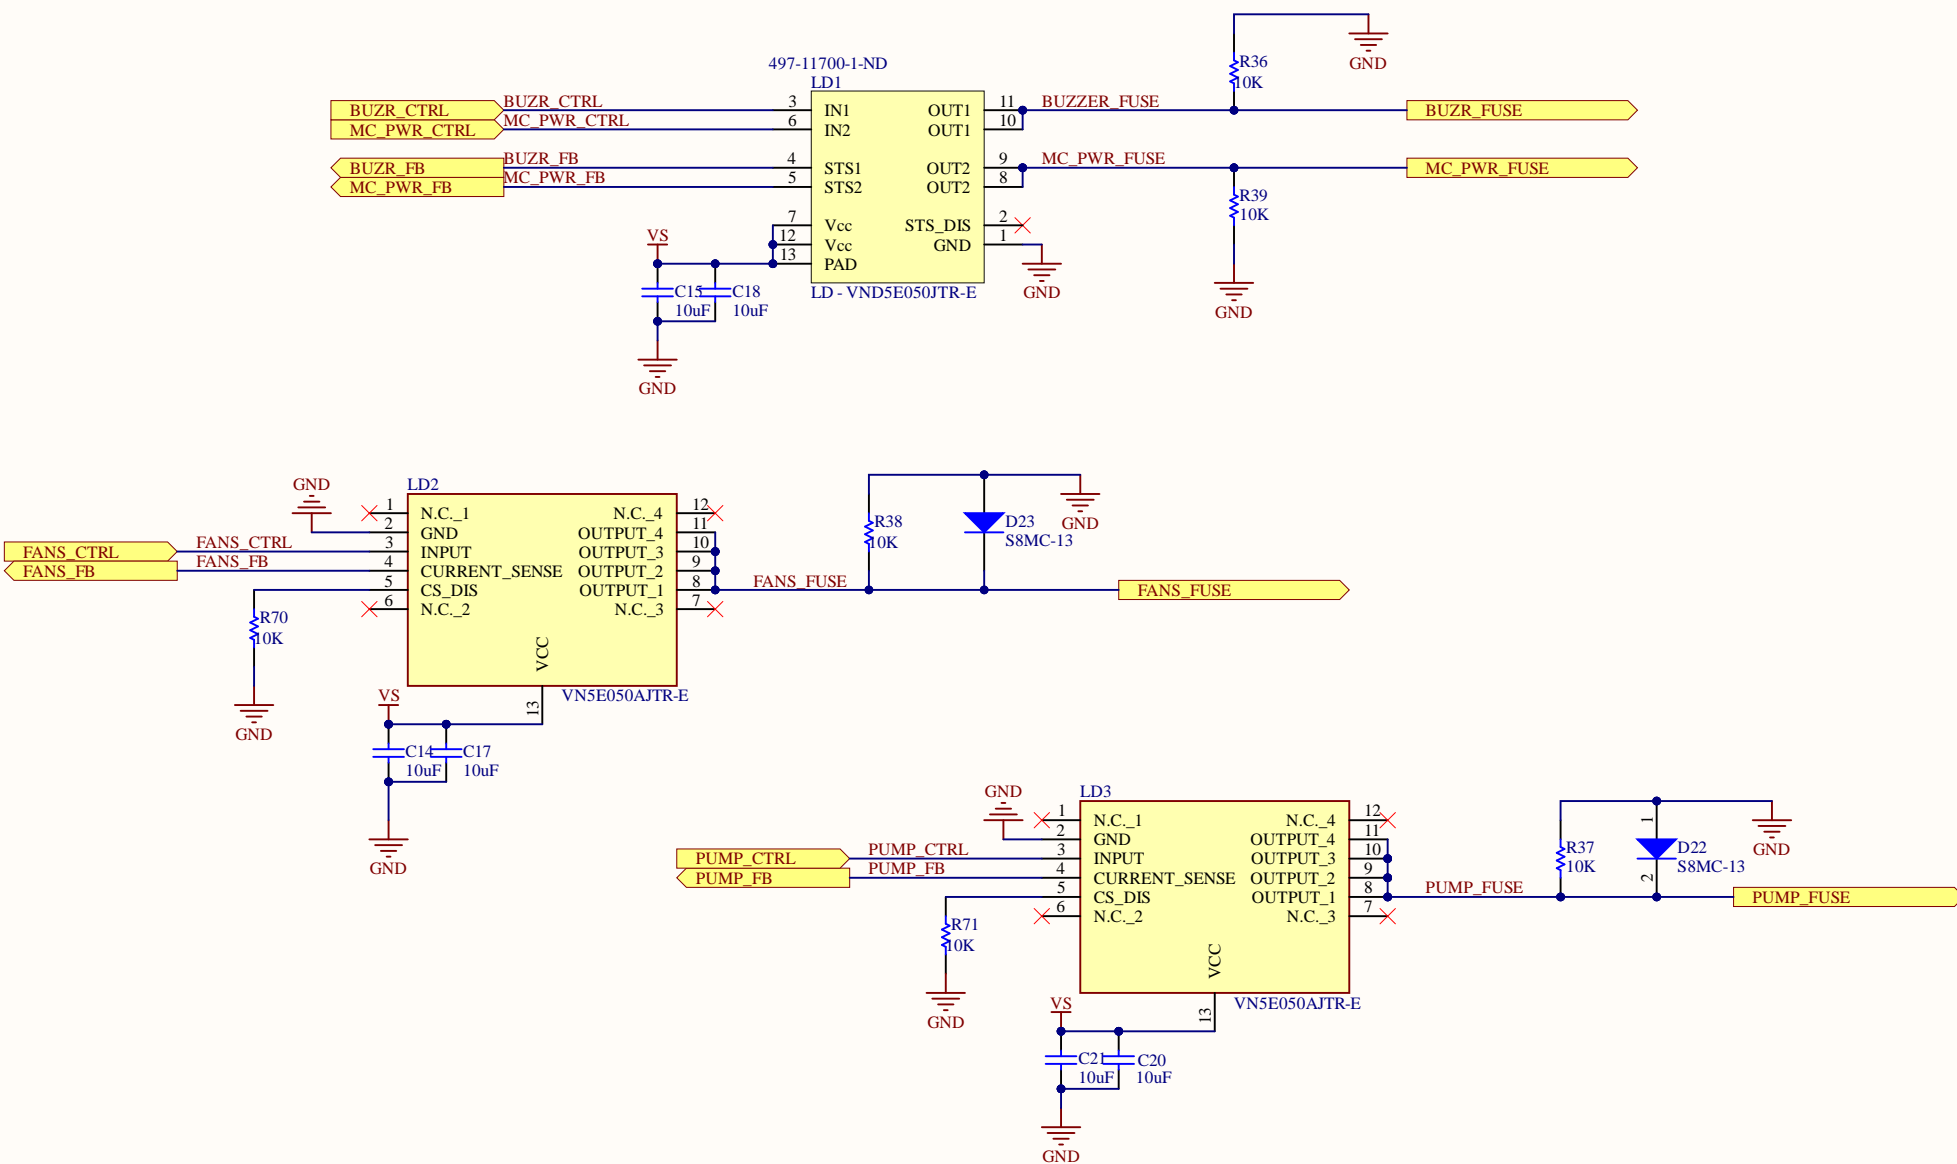 GND
R36
10K
497-11700-1-ND
LD1
BUZR_CTRL BUZR_CTRL 3 IN1 OUT1 11 BUZZER_FUSE BUZR_FUSE
MC_PWR_CTRL MC_PWR_CTRL 6 IN2 OUT1 10
BUZR_FB BUZR_FB 4 STS1 OUT2 9 MC_PWR_FUSE MC_PWR_FUSE
MC_PWR_FB MC_PWR_FB 5 STS2 OUT2 8
R39
10K
7 Vcc STS_DIS 2
VS 12 Vcc GND 1
13 PAD
C15 C18 LD - VND5E050JTR-E GND
10uF 10uF
GND
GND
LD2
GND
1 N.C._1 N.C._4 12
2 GND OUTPUT_4 11
FANS_CTRL FANS_CTRL 3 INPUT OUTPUT_3 10
FANS_FB FANS_FB 4 CURRENT_SENSE OUTPUT_2 9
5 CS_DIS OUTPUT_1 8 FANS_FUSE FANS_FUSE
6 N.C._2 N.C._3 7
R38
10K
D23
S8MC-13
GND
R70
10K
GND
VCC
13
VN5E050AJTR-E
VS
C14 C17
10uF 10uF
GND
LD3
GND
1 N.C._1 N.C._4 12
2 GND OUTPUT_4 11
PUMP_CTRL PUMP_CTRL 3 INPUT OUTPUT_3 10
PUMP_FB PUMP_FB 4 CURRENT_SENSE OUTPUT_2 9
5 CS_DIS OUTPUT_1 8 PUMP_FUSE PUMP_FUSE
6 N.C._2 N.C._3 7
R37
10K
1
D22
S8MC-13
2
GND
R71
10K
GND
VCC
13
VN5E050AJTR-E
VS
C21 C20
10uF 10uF
GND